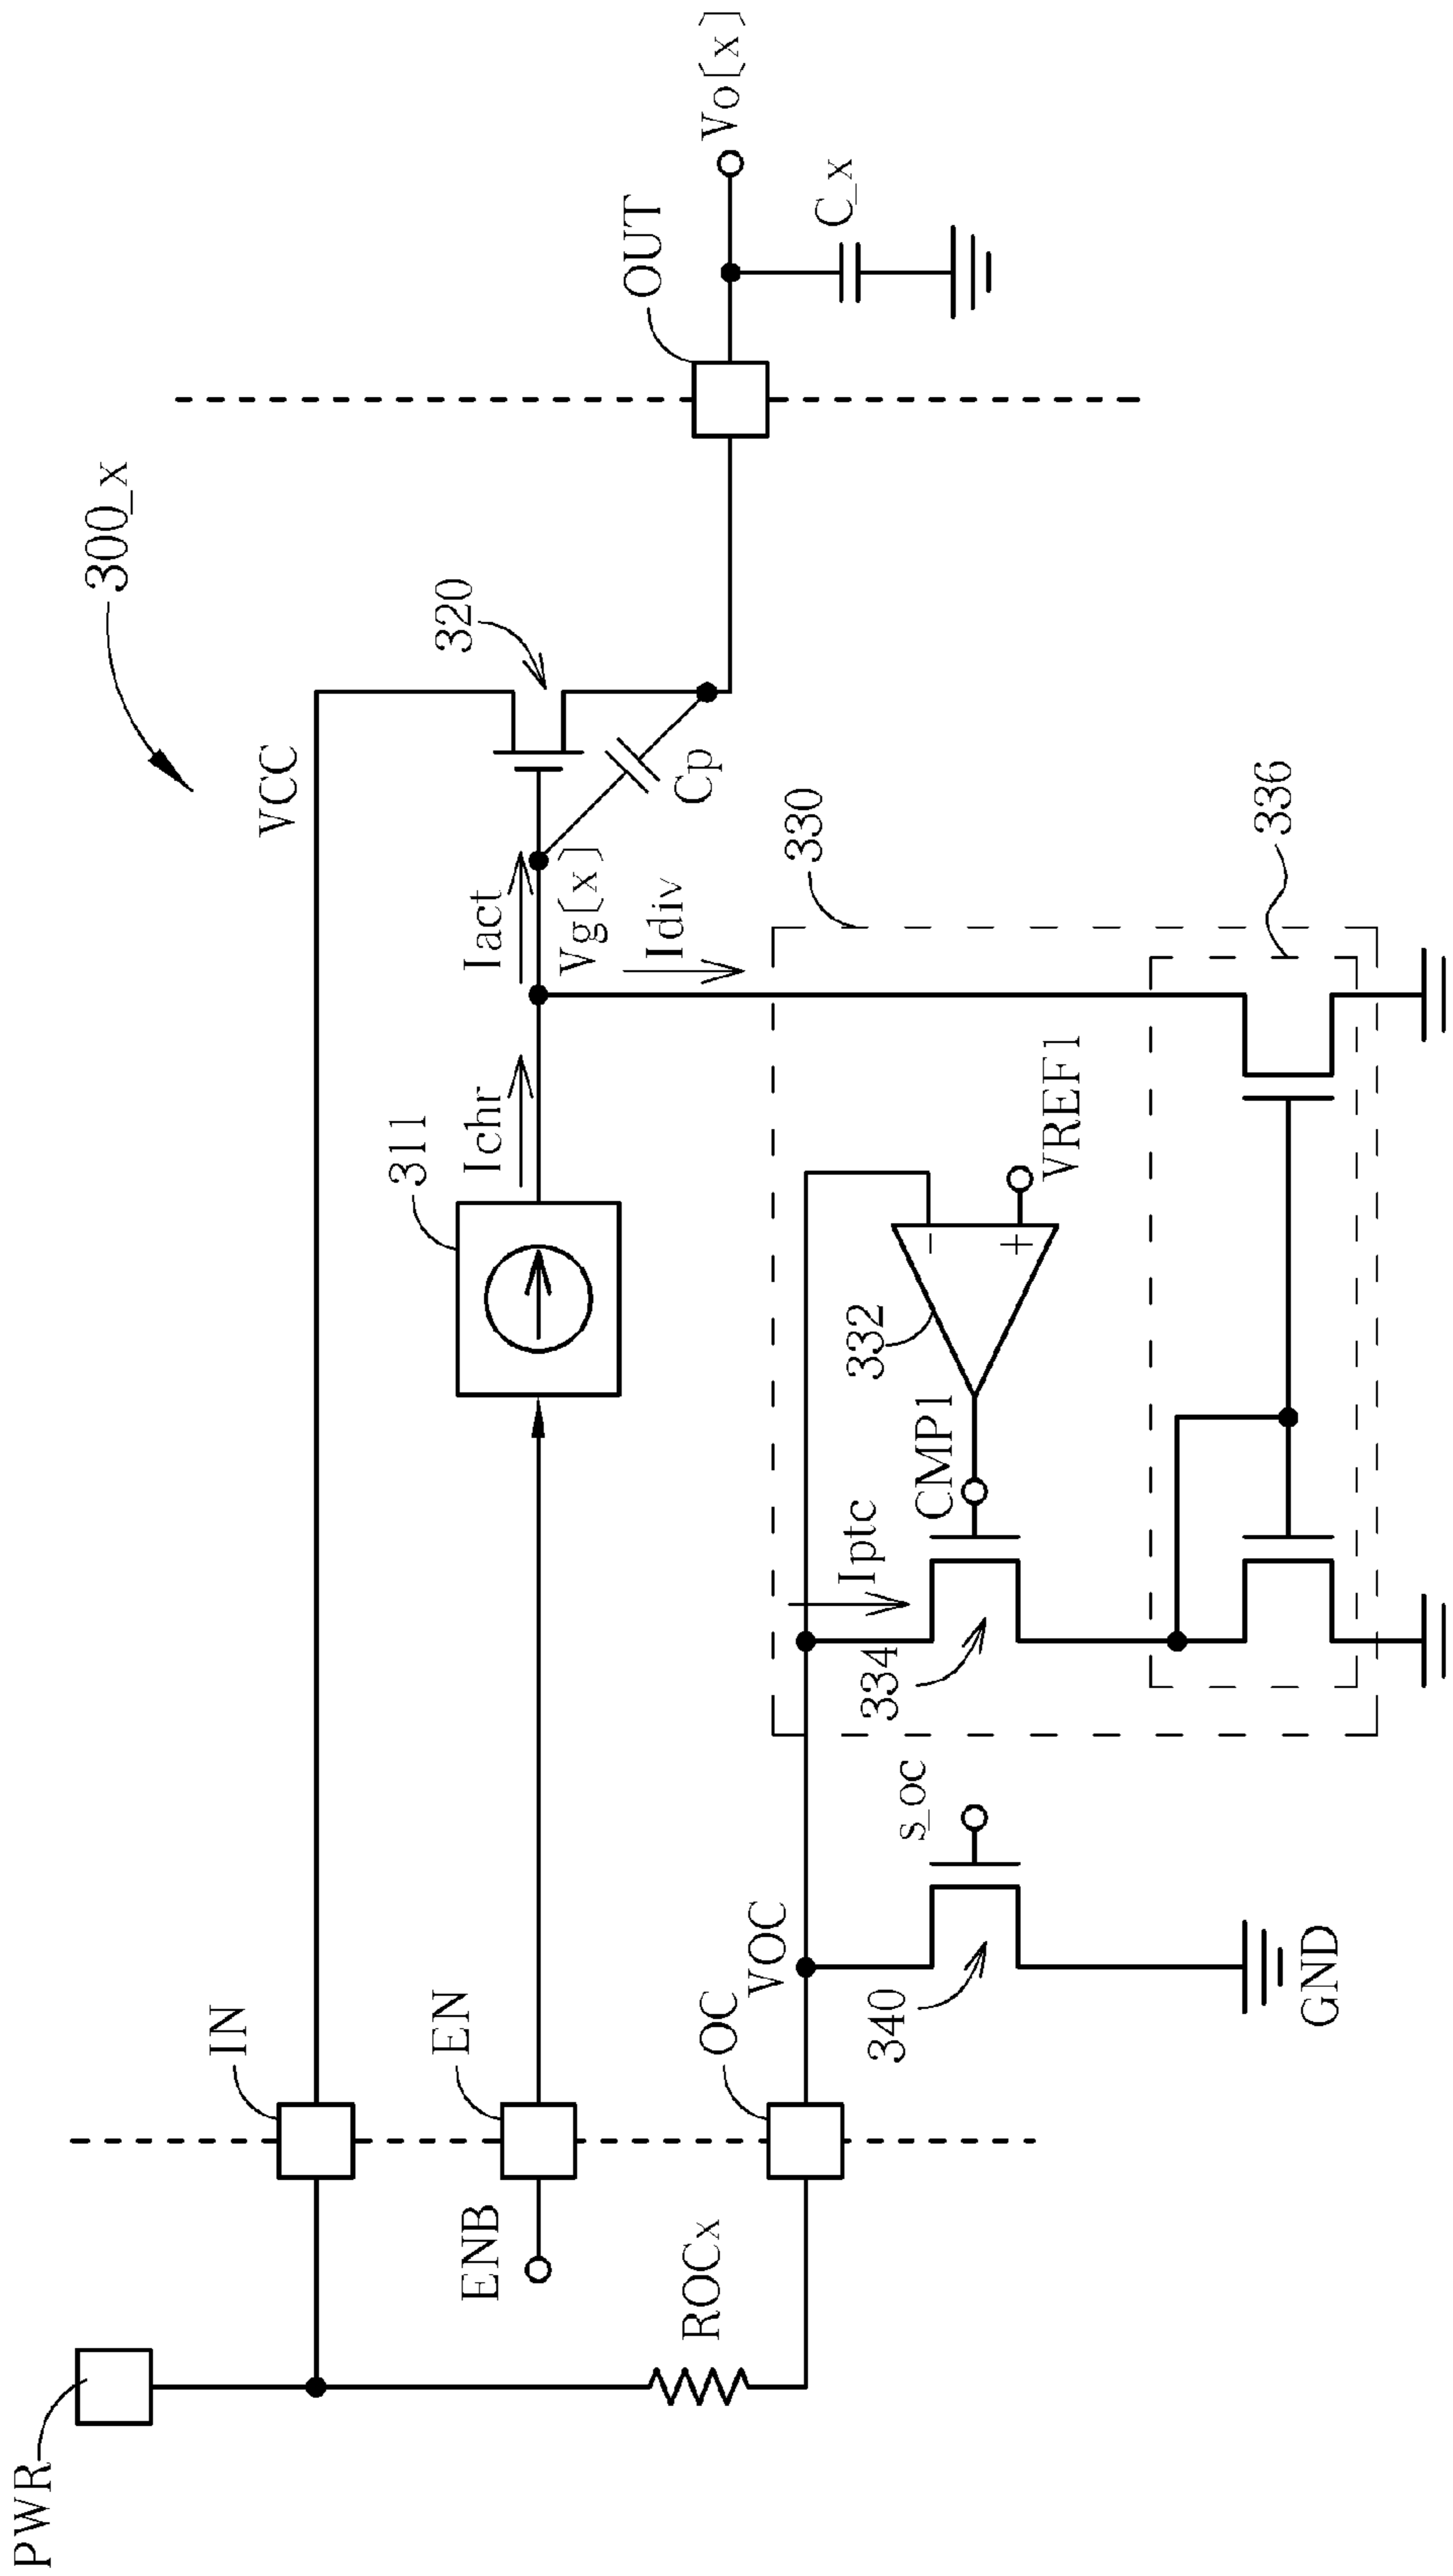 300_x
PWR
IN
VCC
320
OUT
Vo[x]
C_x
ENB
EN
311
Ichr
Iact
Vg[x]
Cp
Idiv
330
ROCx
OC
VOC
340
s_oc
GND
334
Iptc
CMP1
332
-
+
VREF1
336